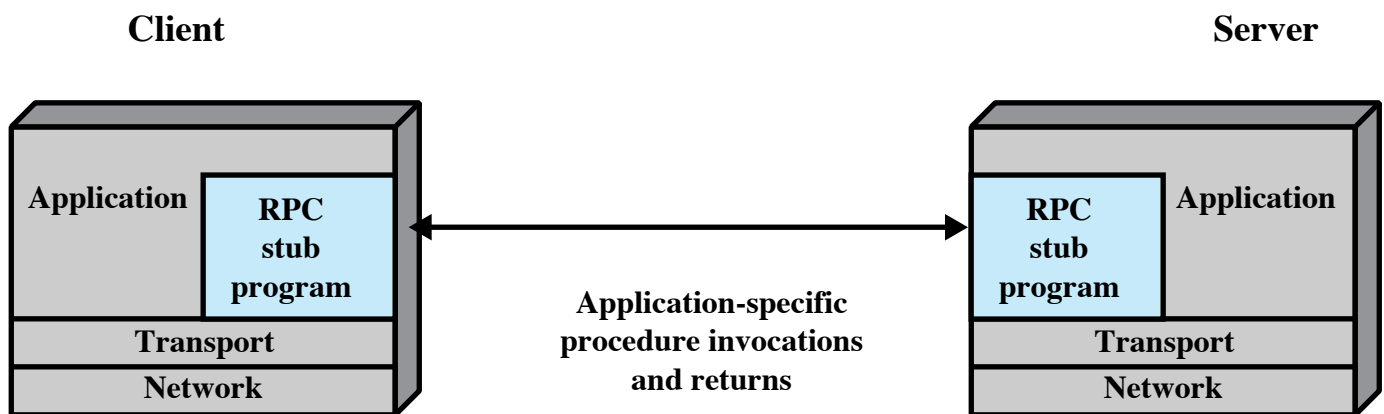 Client
Server
Application
RPC
stub
program
Transport
Network
Application-specific
procedure invocations
and returns
RPC
stub
program
Application
Transport
Network